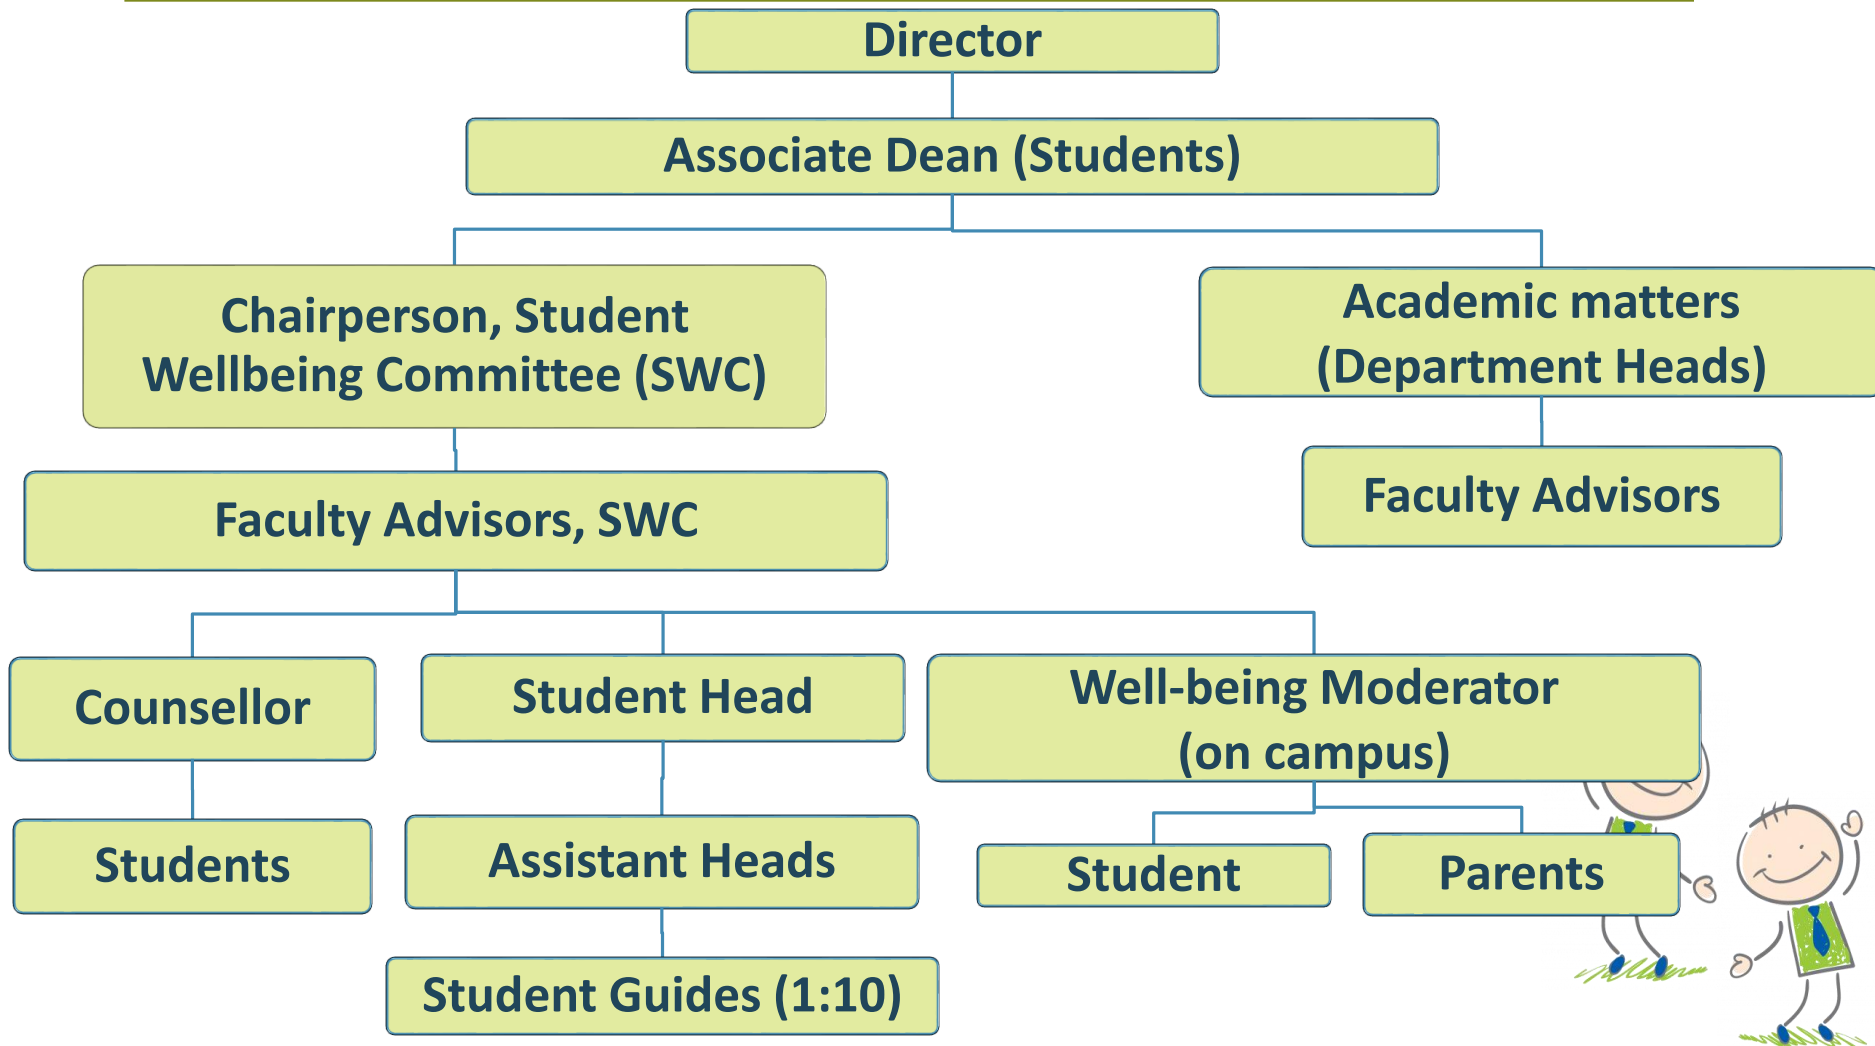 Director
Associate Dean (Students)
Chairperson, Student
Wellbeing Committee (SWC)
Academic matters
(Department Heads)
Faculty Advisors, SWC
Faculty Advisors
Counsellor
Student Head
Well-being Moderator
(on campus)
Students
Assistant Heads
Student
Parents
Student Guides (1:10)